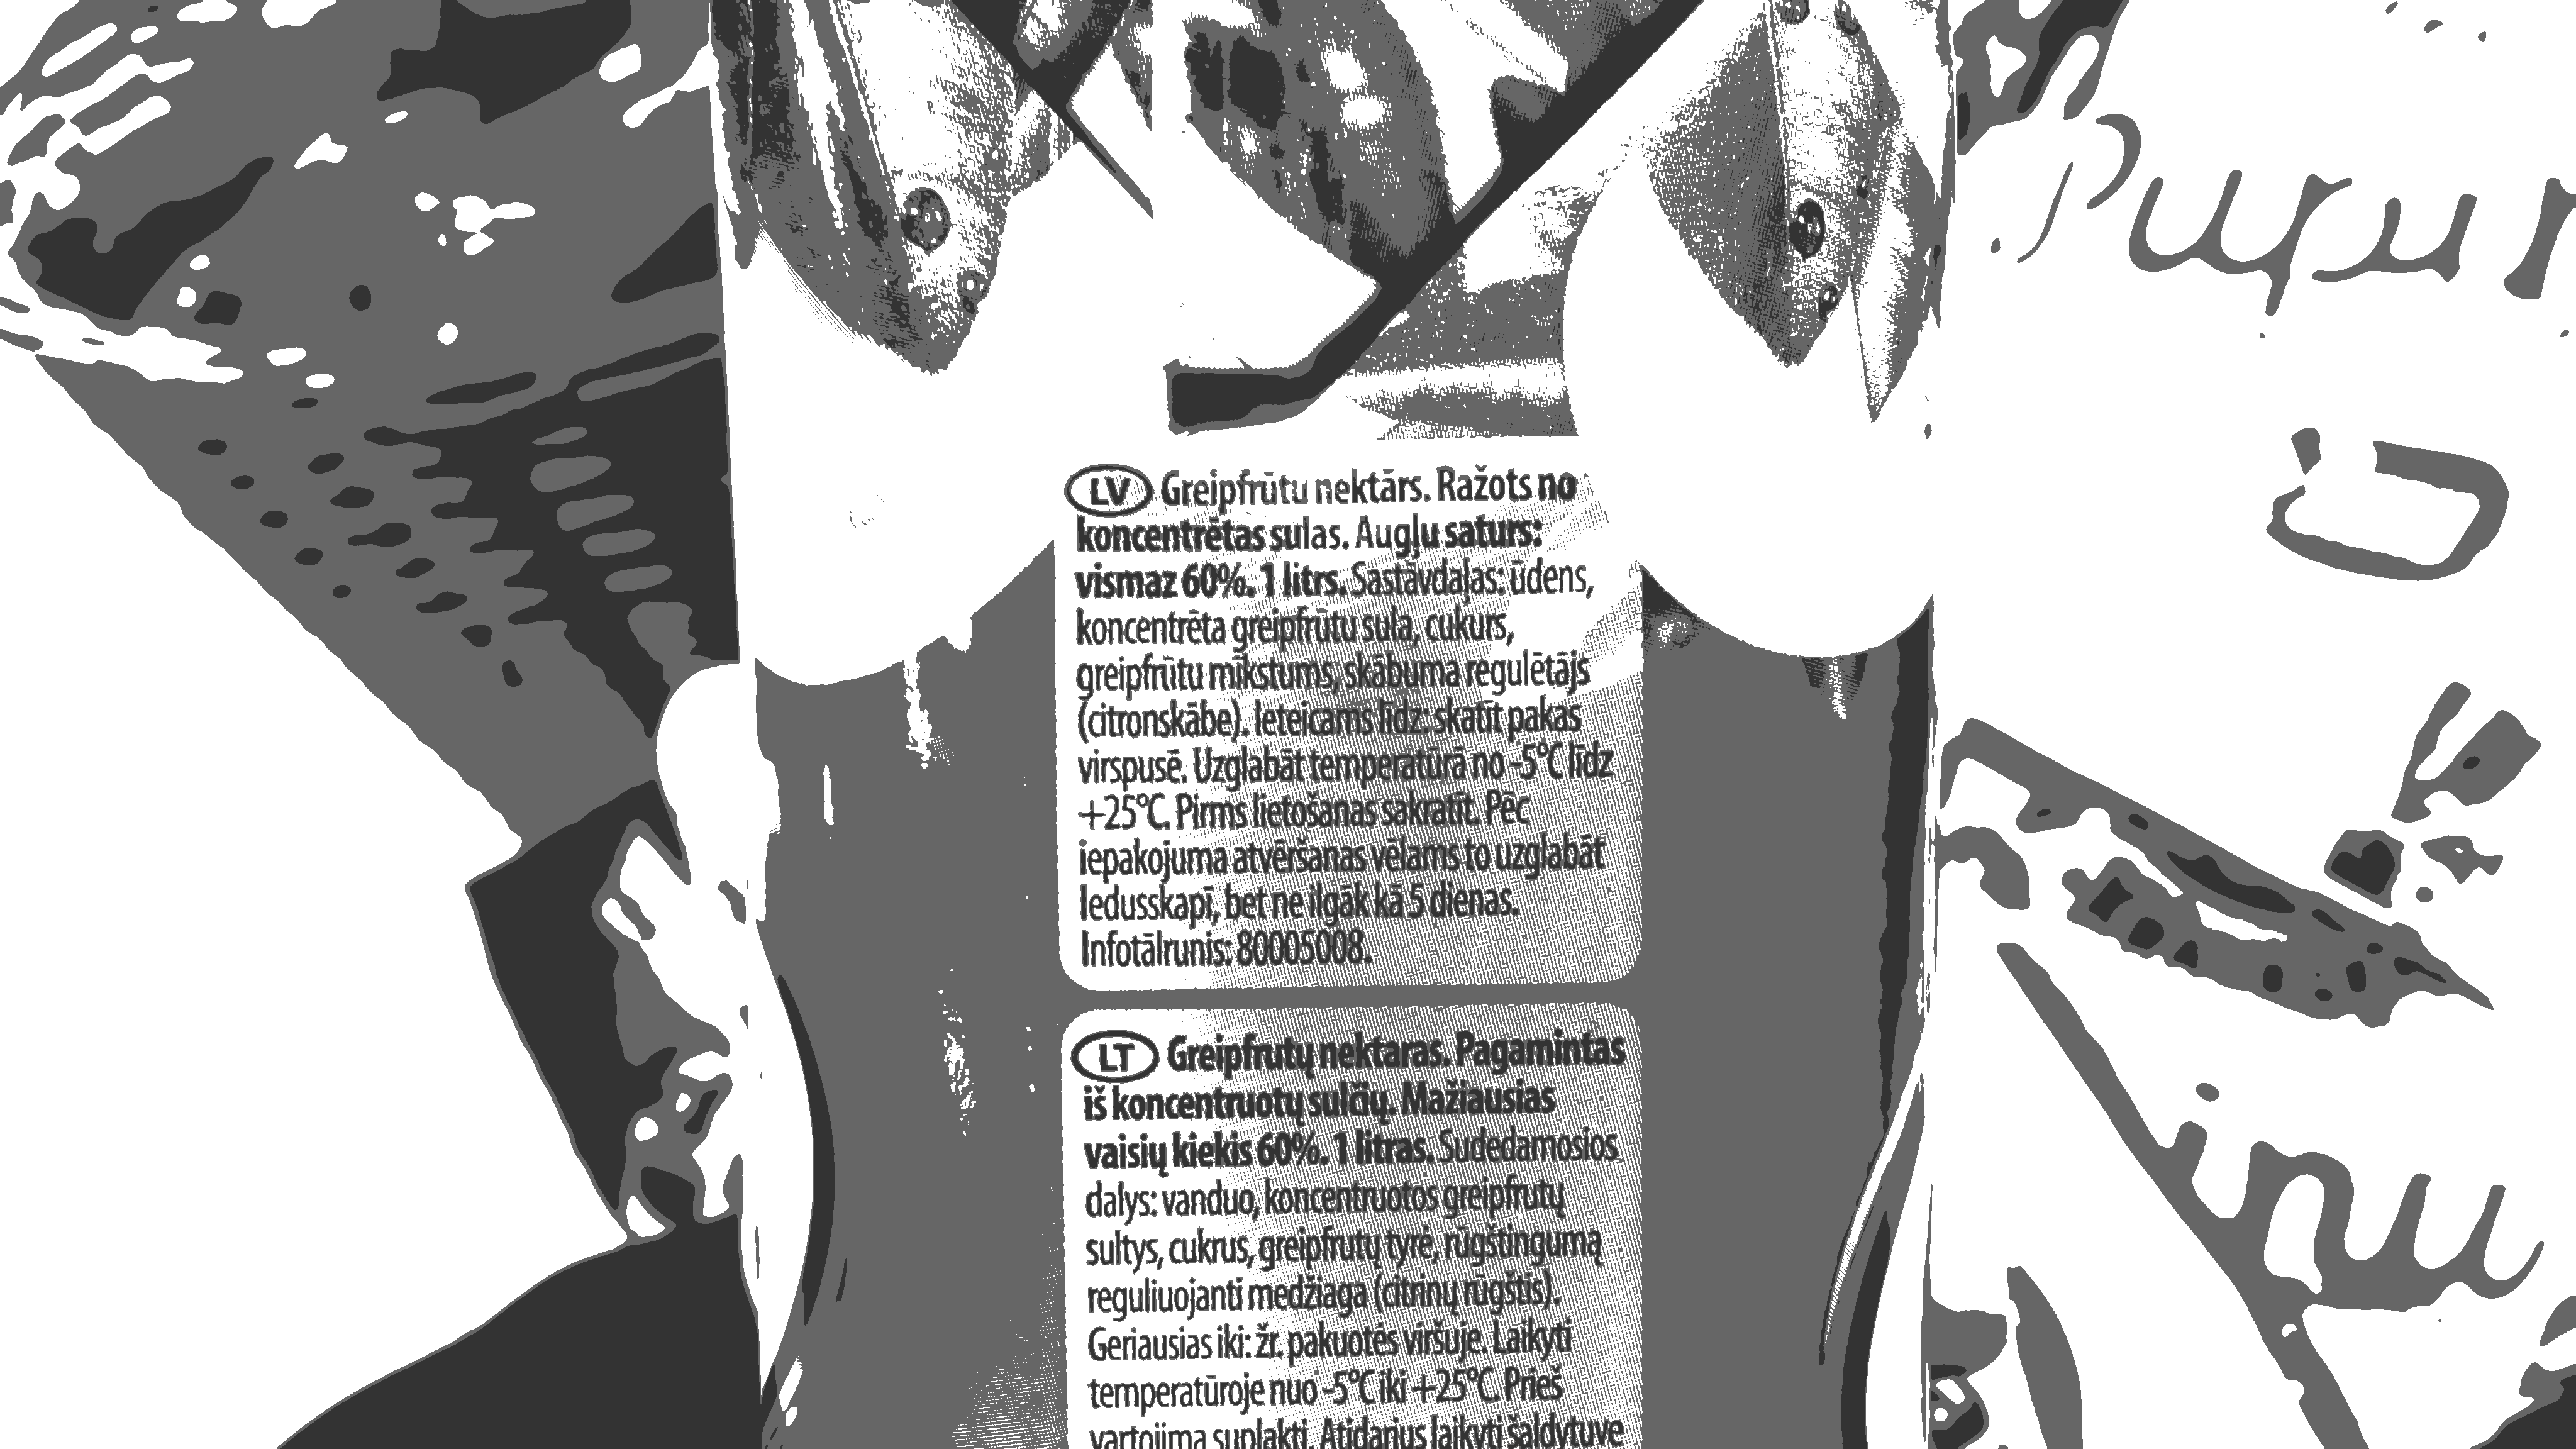 LV Greipfrūtu nektārs. Ražots no
koncentrētas sulas. Augļu saturs:
vismaz 60%. 1 litrs. Sastāvdaļas: ūdens,
koncentrēta greipfrūtu sula, cukurs,
greipfrūtu mīkstums, skābuma regulētājs
(citronskābe). Ieteicams līdz: skatīt pakas
virspusē. Uzglabāt temperatūrā no -5°C līdz
+25°C. Pirms lietošanas sakratīt. Pēc
iepakojuma atvēršanas vēlams to uzglabāt
ledusskapī, bet ne ilgāk kā 5 dienas.
Infotālrunis: 80005008.
LT Greipfrutų nektaras. Pagamintas
iš koncentruotų sulčių. Mažiausias
vaisių kiekis 60%. 1 litras. Sudedamosios
dalys: vanduo, koncentruotos greipfrutų
sultys, cukrus, greipfrutų tyrė, rūgštingumą
reguliuojanti medžiaga (citrinų rūgštis).
Geriausias iki: žr. pakuotės viršuje. Laikyti
temperatūroje nuo -5°C iki +25°C. Prieš
vartojimą suplakti. Atidarius laikyti šaldytuve